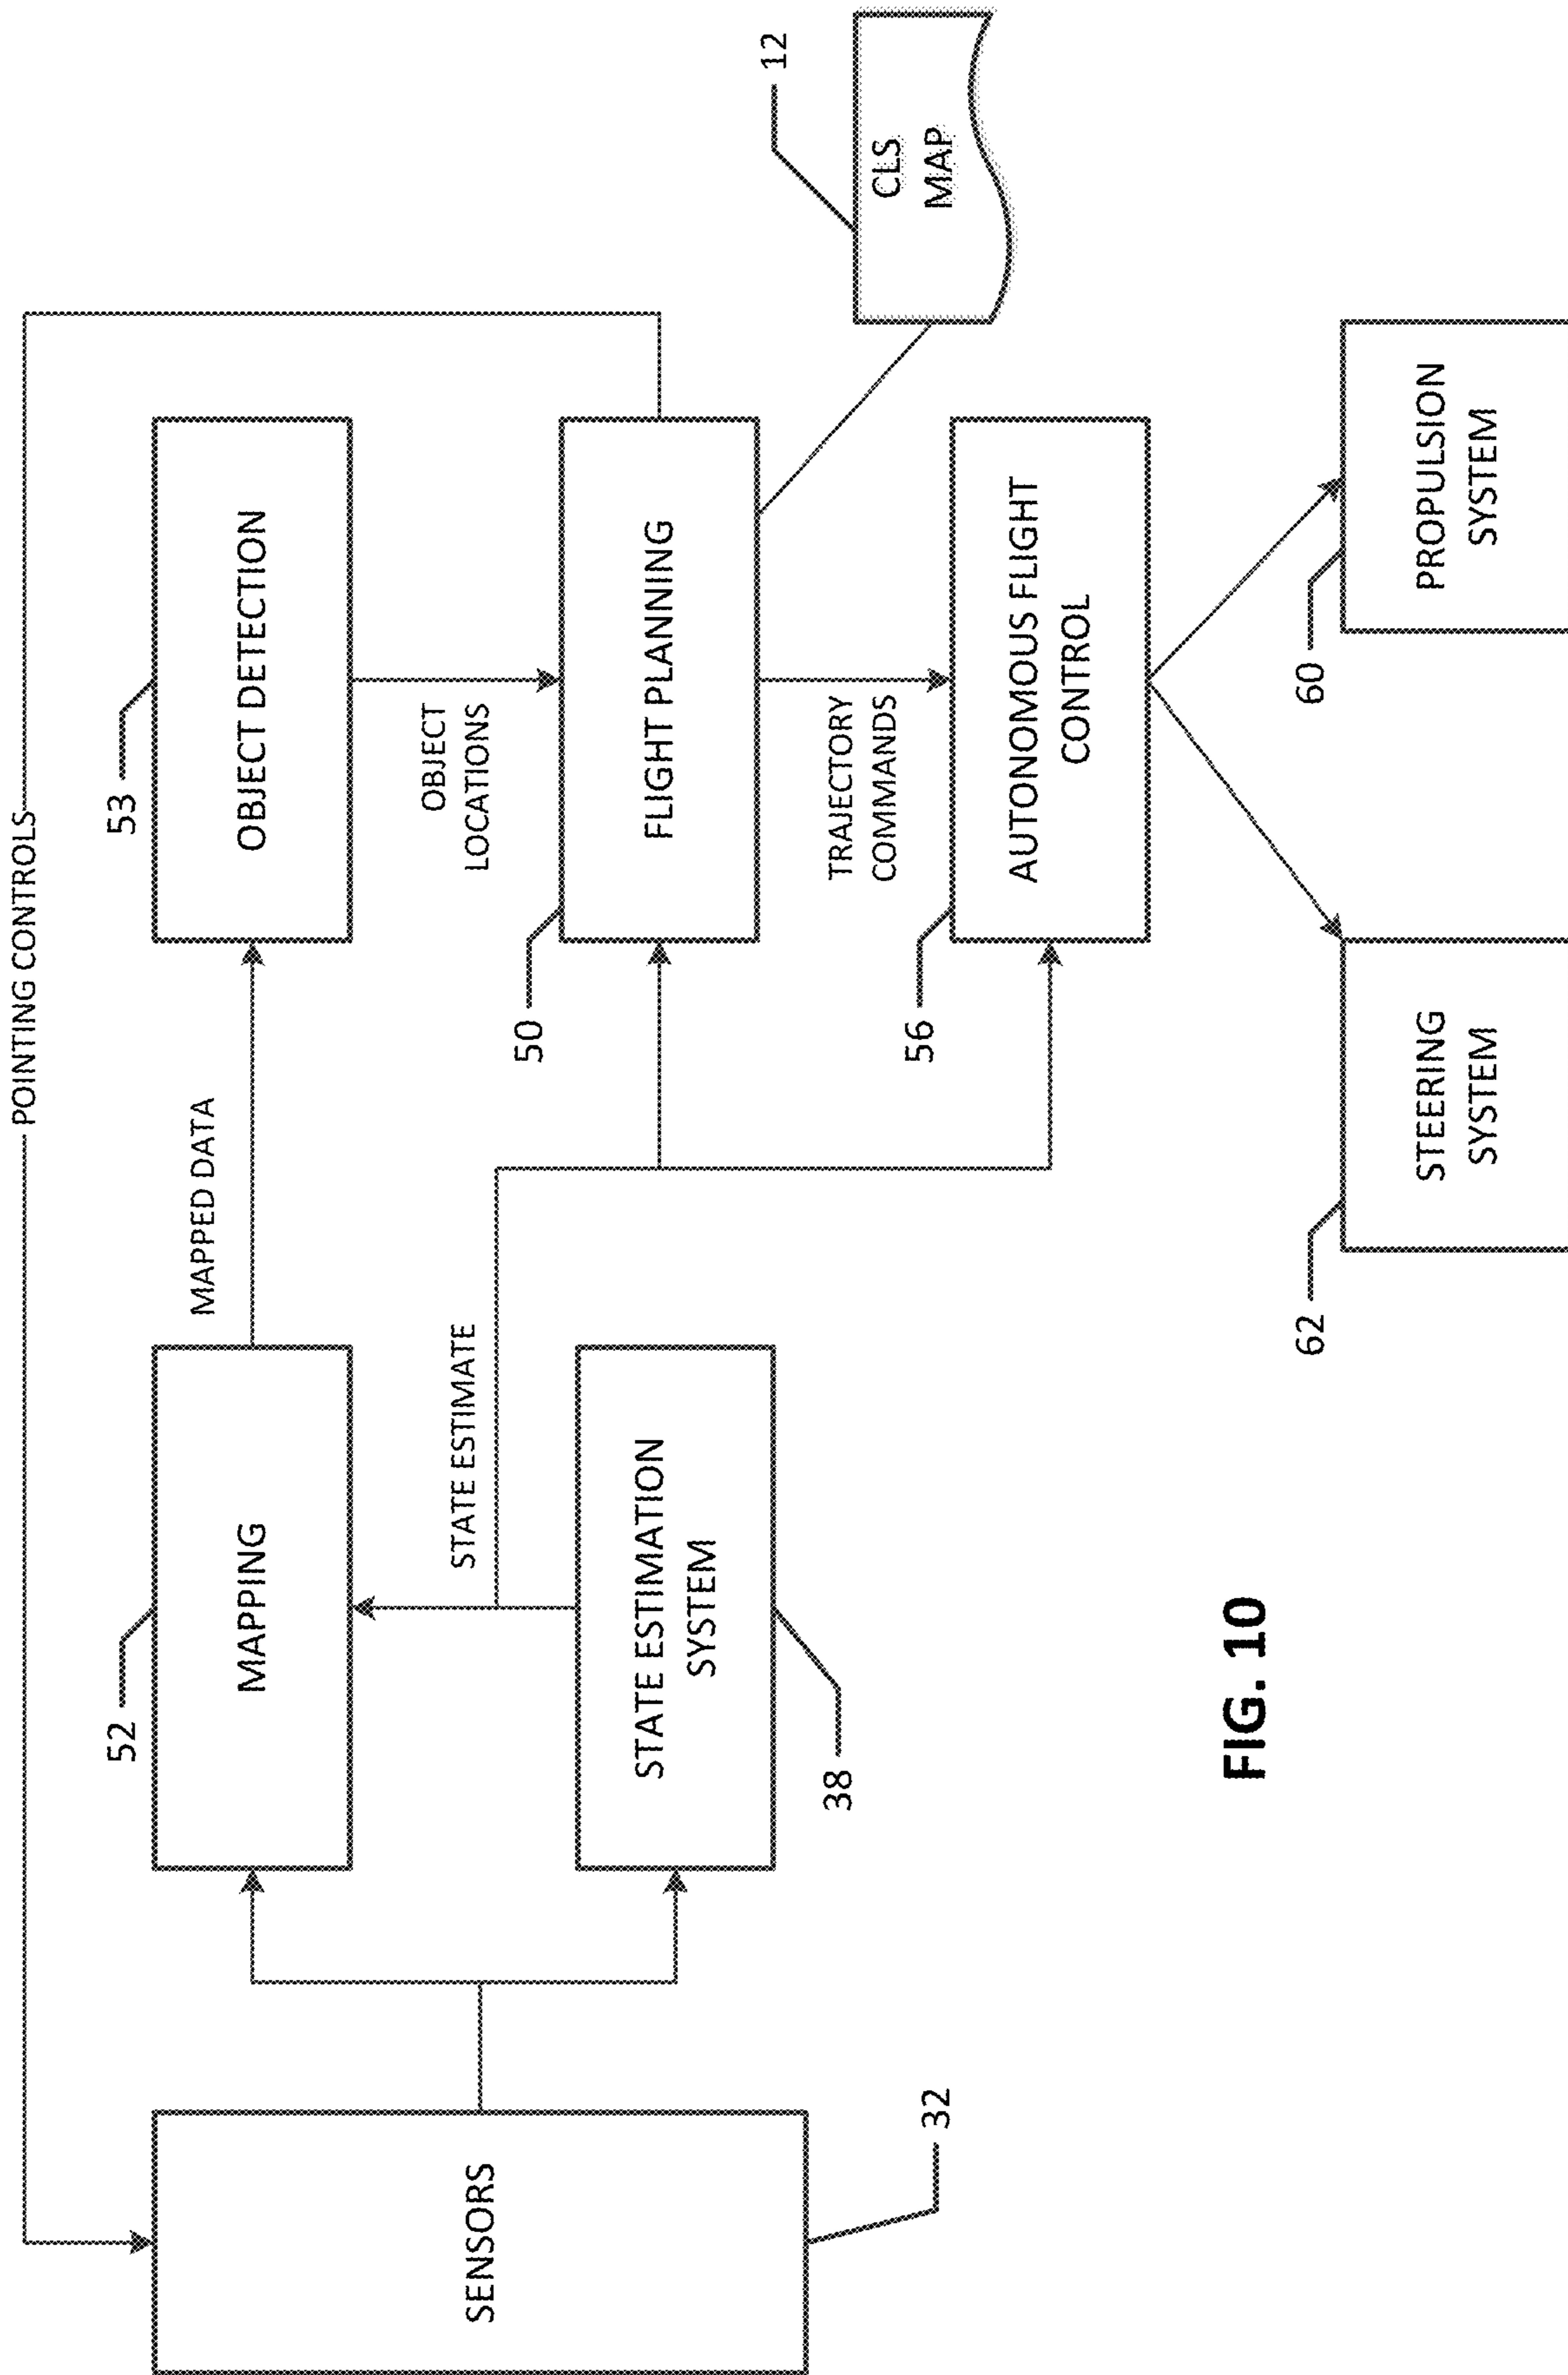 POINTING CONTROLS
53
OBJECT DETECTION
52
MAPPING
MAPPED DATA
OBJECT
LOCATIONS
SENSORS
32
STATE ESTIMATE
STATE ESTIMATION
SYSTEM
38
50
FLIGHT PLANNING
12
CLS
MAP
TRAJECTORY
COMMANDS
56
AUTONOMOUS FLIGHT
CONTROL
62
STEERING
SYSTEM
60
PROPULSION
SYSTEM
FIG. 10